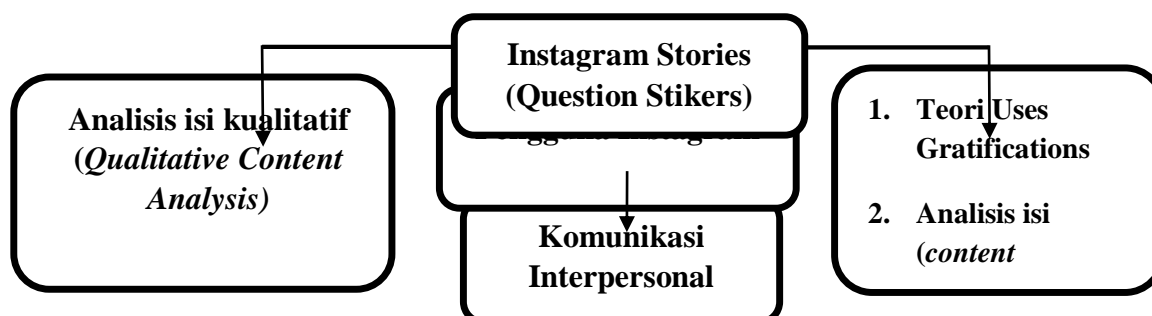 Instagram Stories
(Question Stikers)
Analisis isi kualitatif
(Qualitative Content
Analysis)
Instagram
Komunikasi
Interpersonal
1. Teori Uses
Gratifications
2. Analisis isi
(content